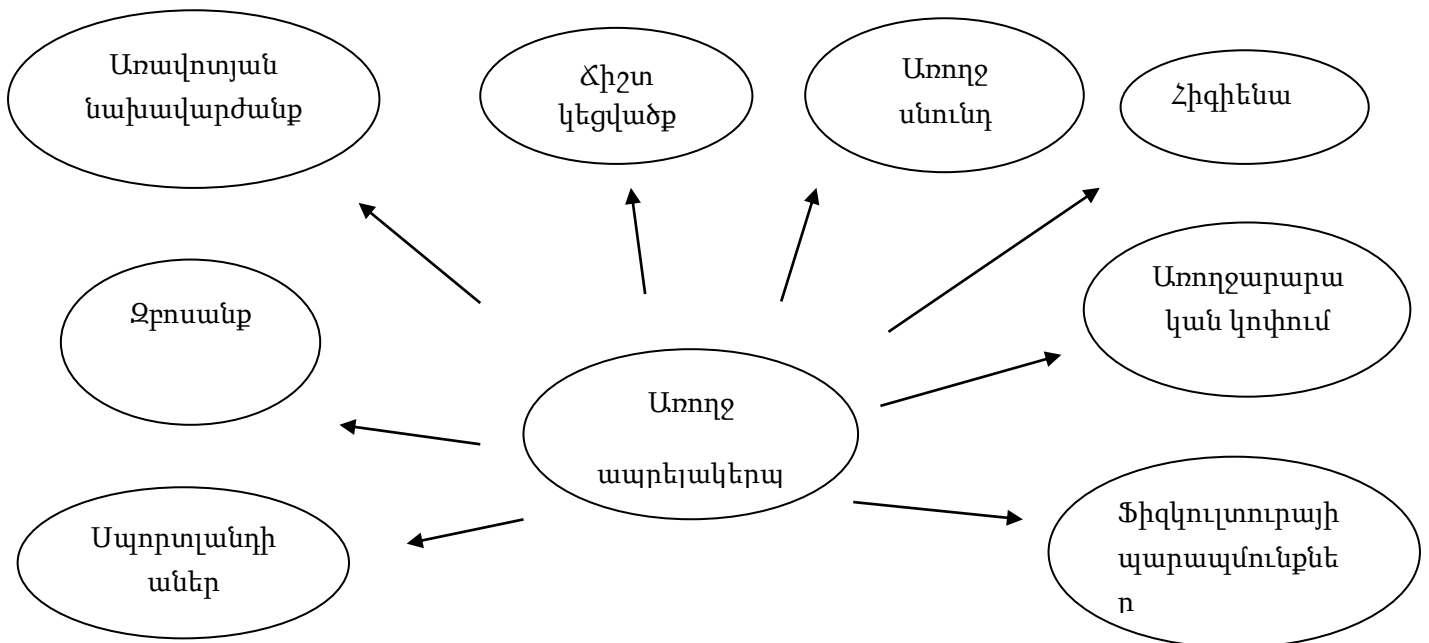 Առավոտյան
նախավարժանք
Ճիշտ
կեցվածք
Առողջ
սնունդ
Հիգիենա
Զբոսանք
Առողջարարա
կան կոփում
Առողջ
ապրելակերպ
Սպորտլանդի
աներ
Ֆիզկուլտուրայի
պարապմունքնե
ր